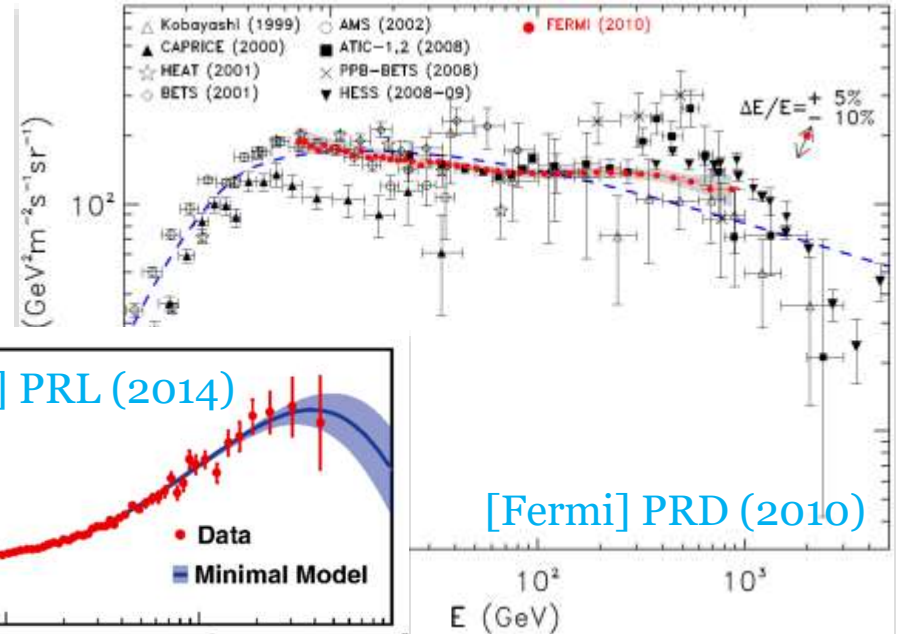 △ Kobayashi (1999)
▲ CAPRICE (2000)
☆ HEAT (2001)
◇ BETS (2001)
○ AMS (2002)
■ ATIC-1,2 (2008)
× PPB-BETS (2008)
▼ HESS (2008-09)
● FERMI (2010)
ΔE/E= + 5%
- 10%
(GeV²m⁻²s⁻¹sr⁻¹)
10²
] PRL (2014)
● Data
Minimal Model
[Fermi] PRD (2010)
10² 10³
E (GeV)